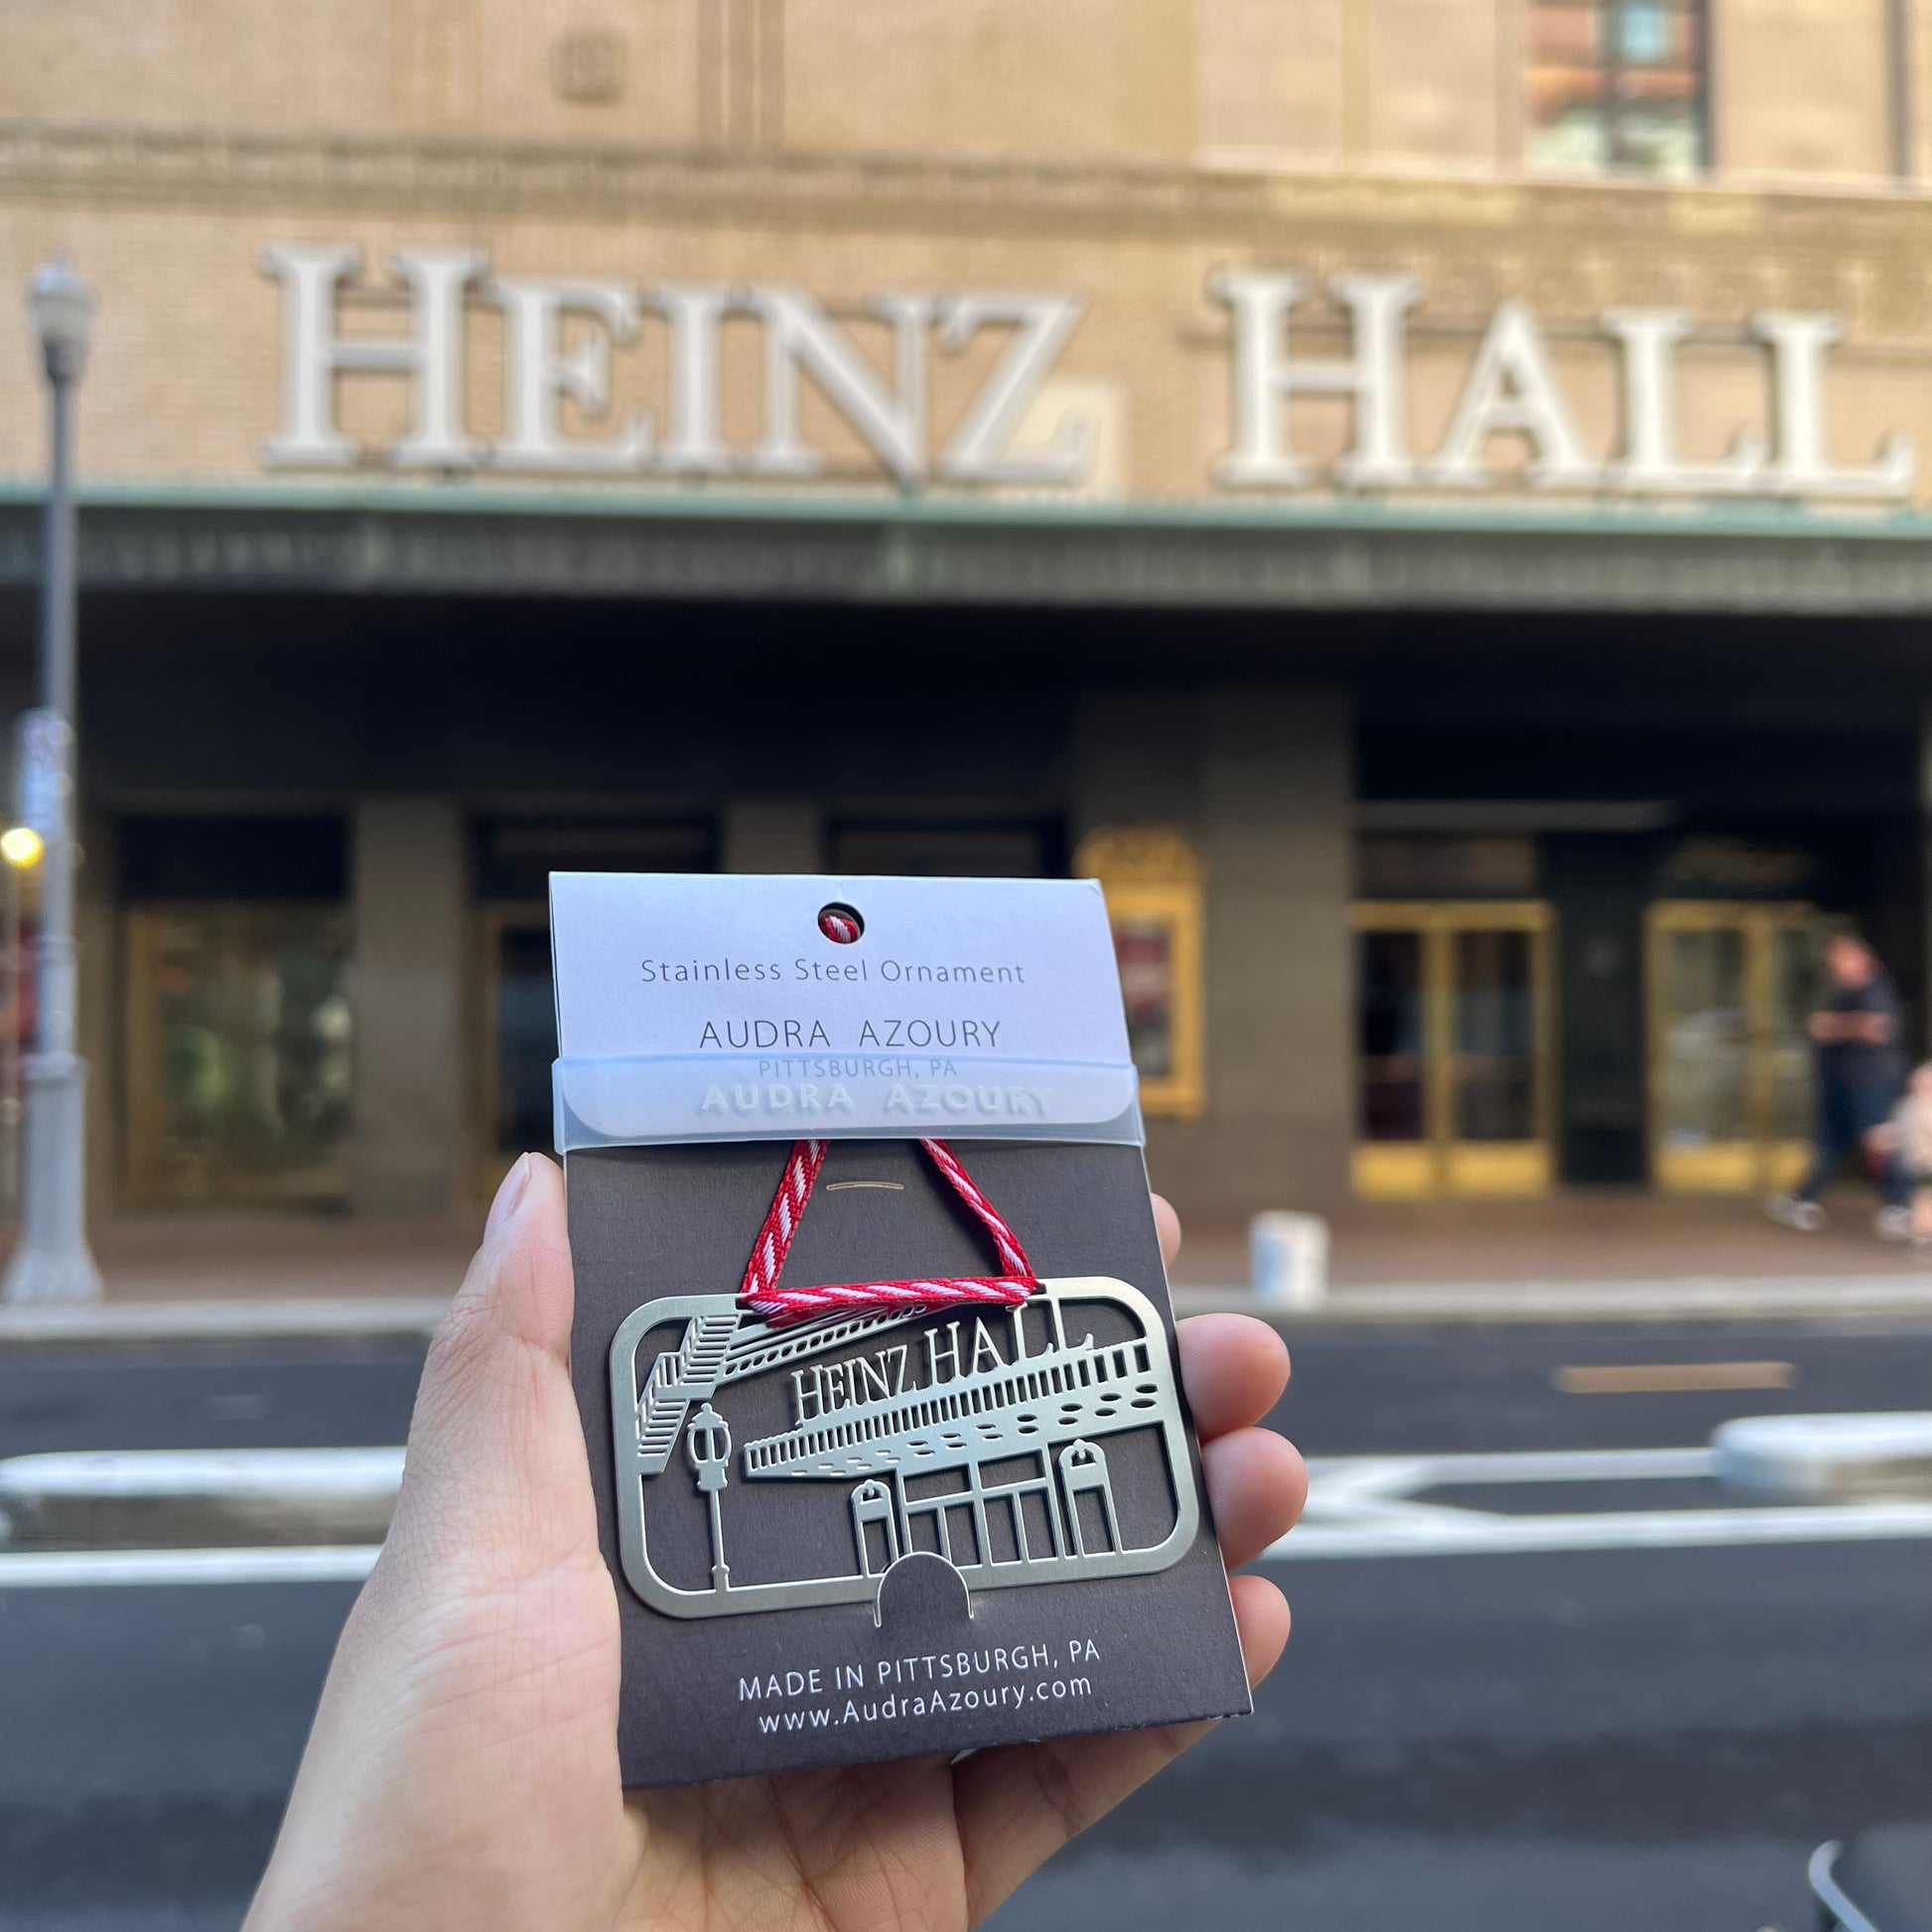 HEINZ HALL
Stainless Steel Ornament
AUDRA AZOURY
PITTSBURGH, PA
AUDRA AZOURY
HEINZ HALL
MADE IN PITTSBURGH, PA
www.AudraAzoury.com